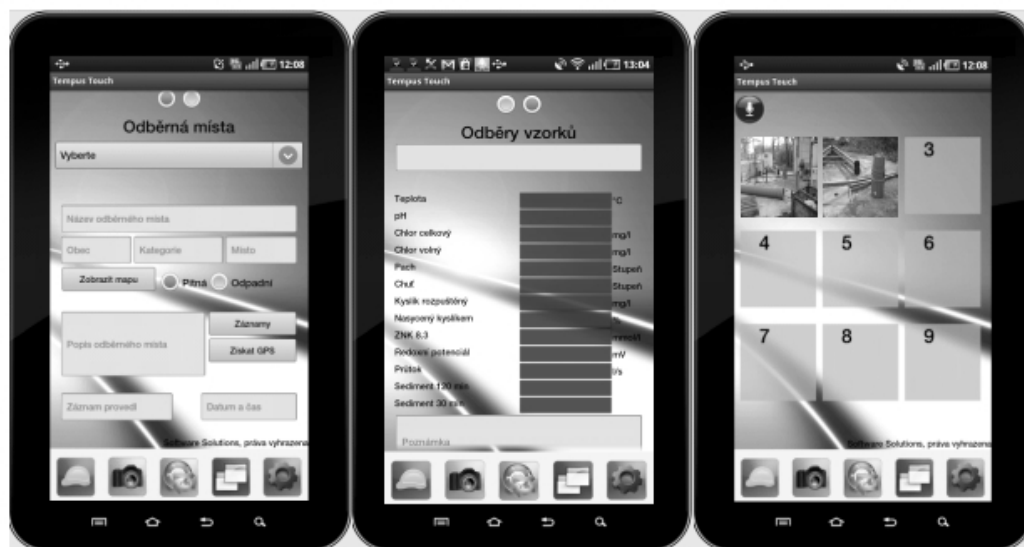 12:08
Tempus Touch
Odběrná místa
Vyberte
Název odběrného místa
Obec Kategorie Místo
Zobrazit mapu Pitná Odpadní
Popis odběrného místa
Záznamy
Získat GPS
Záznam provedl Datum a čas
Software Solutions, práva vyhrazena
13:04
Tempus Touch
Odběry vzorků
Teplota °C
pH
Chlor celkový mg/l
Chlor volný mg/l
Pach Stupeň
Chuť Stupeň
Kyslík rozpuštěný mg/l
Nasycený kyslíkem
ZNK 8.3 mmol/l
Redoxní potenciál mV
Průtok l/s
Sediment 120 min
Sediment 30 min
Poznámka
12:08
Tempus Touch
3
4 5 6
7 8 9
Software Solutions, práva vyhrazena